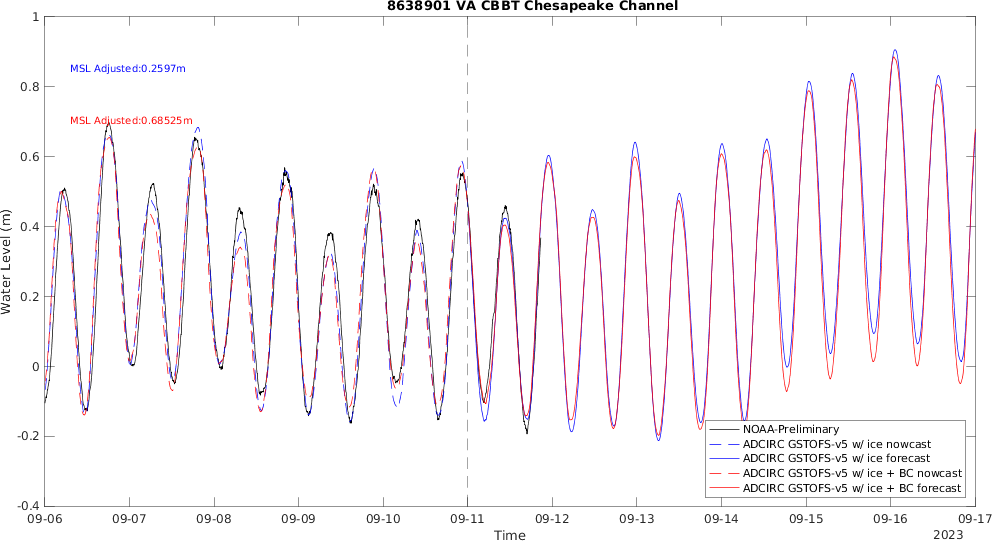 8638901 VA CBBT Chesapeake Channel
1
0.8
0.6
0.4
0.2
0
-0.2
-0.4
Water Level (m)
MSL Adjusted:0.2597m
MSL Adjusted:0.68525m
NOAA-Preliminary
ADCIRC GSTOFS-v5 w/ ice nowcast
ADCIRC GSTOFS-v5 w/ ice forecast
ADCIRC GSTOFS-v5 w/ ice + BC nowcast
ADCIRC GSTOFS-v5 w/ ice + BC forecast
09-06 09-07 09-08 09-09 09-10 09-11 09-12 09-13 09-14 09-15 09-16 09-17
Time
2023